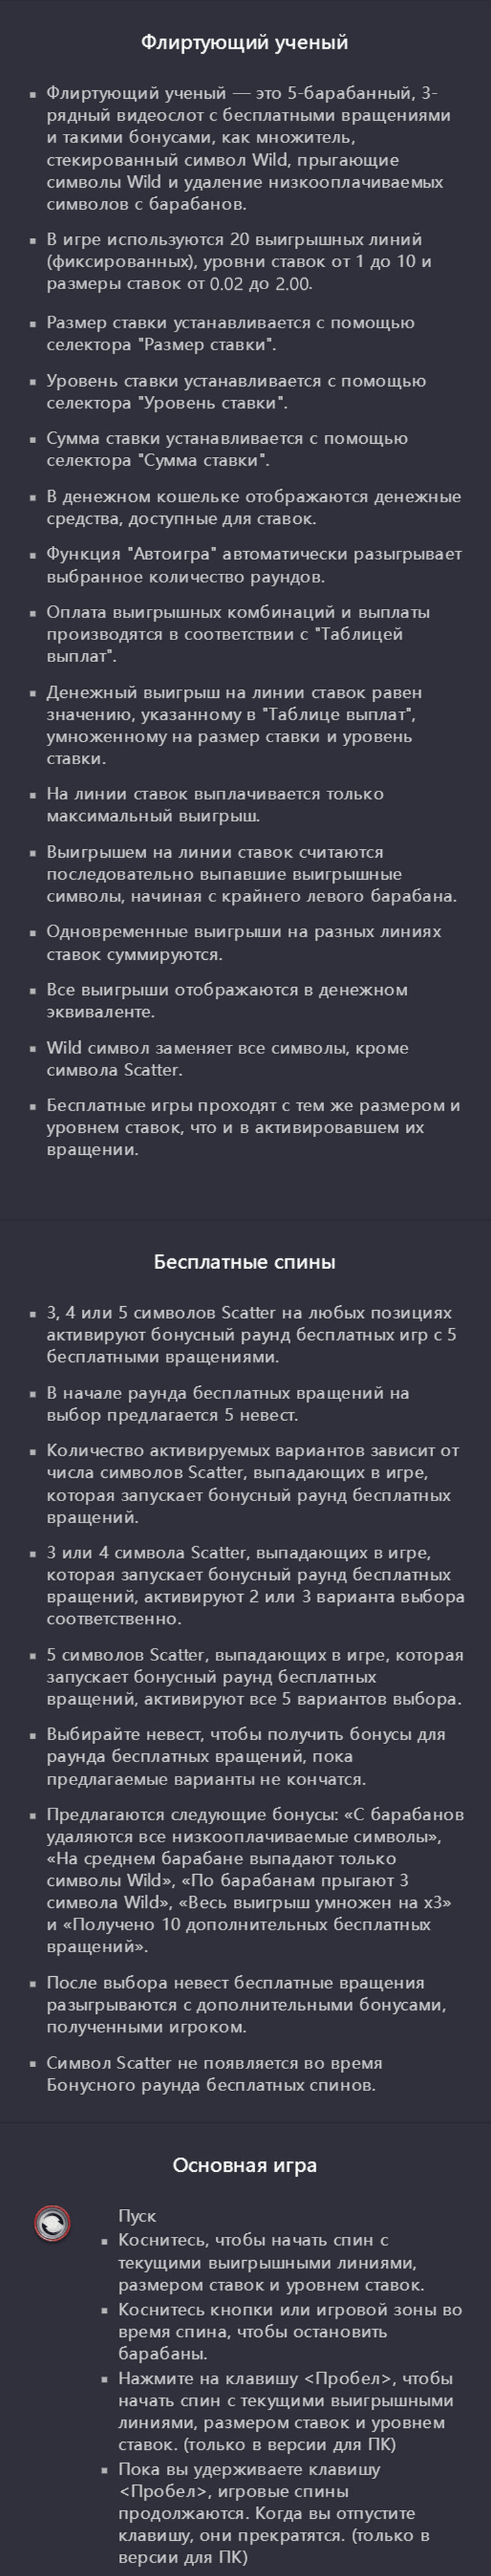 Флиртующий ученый
Флиртующий ученый — это 5-барабанный, 3-
рядный видеослот с бесплатными вращениями
и такими бонусами, как множитель,
стекированный символ Wild, прыгающие
символы Wild и удаление низкооплачиваемых
символов с барабанов.
В игре используются 20 выигрышных линий
(фиксированных), уровни ставок от 1 до 10 и
размеры ставок от 0.02 до 2.00.
Размер ставки устанавливается с помощью
селектора "Размер ставки".
Уровень ставки устанавливается с помощью
селектора "Уровень ставки".
Сумма ставки устанавливается с помощью
селектора "Сумма ставки".
В денежном кошельке отображаются денежные
средства, доступные для ставок.
Функция "Автоигра" автоматически разыгрывает
выбранное количество раундов.
Оплата выигрышных комбинаций и выплаты
производятся в соответствии с "Таблицей
выплат".
Денежный выигрыш на линии ставок равен
значению, указанному в "Таблице выплат",
умноженному на размер ставки и уровень
ставки.
На линии ставок выплачивается только
максимальный выигрыш.
Выигрышем на линии ставок считаются
последовательно выпавшие выигрышные
символы, начиная с крайнего левого барабана.
Одновременные выигрыши на разных линиях
ставок суммируются.
Все выигрыши отображаются в денежном
эквиваленте.
Wild символ заменяет все символы, кроме
символа Scatter.
Бесплатные игры проходят с тем же размером и
уровнем ставок, что и в активировавшем их
вращении.
Бесплатные спины
3, 4 или 5 символов Scatter на любых позициях
активируют бонусный раунд бесплатных игр с 5
бесплатными вращениями.
В начале раунда бесплатных вращений на
выбор предлагается 5 невест.
Количество активируемых вариантов зависит от
числа символов Scatter, выпадающих в игре,
которая запускает бонусный раунд бесплатных
вращений.
3 или 4 символа Scatter, выпадающих в игре,
которая запускает бонусный раунд бесплатных
вращений, активируют 2 или 3 варианта выбора
соответственно.
5 символов Scatter, выпадающих в игре, которая
запускает бонусный раунд бесплатных
вращений, активируют все 5 вариантов выбора.
Выбирайте невест, чтобы получить бонусы для
раунда бесплатных вращений, пока
предлагаемые варианты не кончатся.
Предлагаются следующие бонусы: «С барабанов
удаляются все низкооплачиваемые символы»,
«На среднем барабане выпадают только
символы Wild», «По барабанам прыгают 3
символа Wild», «Весь выигрыш умножен на x3»
и «Получено 10 дополнительных бесплатных
вращений».
После выбора невест бесплатные вращения
разыгрываются с дополнительными бонусами,
полученными игроком.
Символ Scatter не появляется во время
Бонусного раунда бесплатных спинов.
Основная игра
Пуск
Коснитесь, чтобы начать спин с
текущими выигрышными линиями,
размером ставок и уровнем ставок.
Коснитесь кнопки или игровой зоны во
время спина, чтобы остановить
барабаны.
Нажмите на клавишу <Пробел>, чтобы
начать спин с текущими выигрышными
линиями, размером ставок и уровнем
ставок. (только в версии для ПК)
Пока вы удерживаете клавишу
<Пробел>, игровые спины
продолжаются. Когда вы отпустите
клавишу, они прекратятся. (только в
версии для ПК)